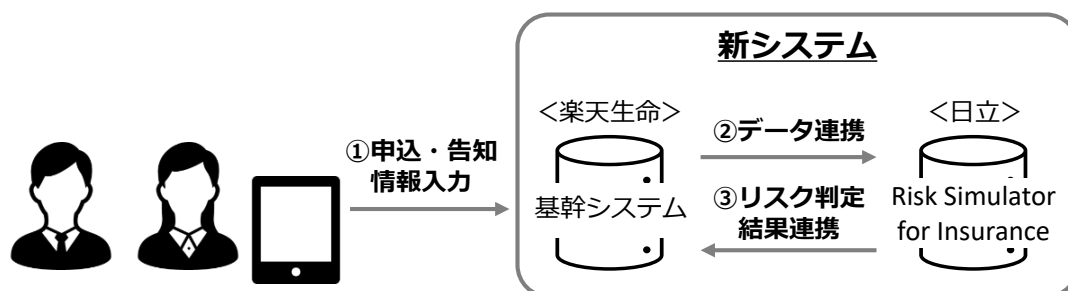 新システム
＜楽天生命＞
＜日立＞
①申込・告知
情報入力
②データ連携
基幹システム
③リスク判定
結果連携
Risk Simulator
for Insurance